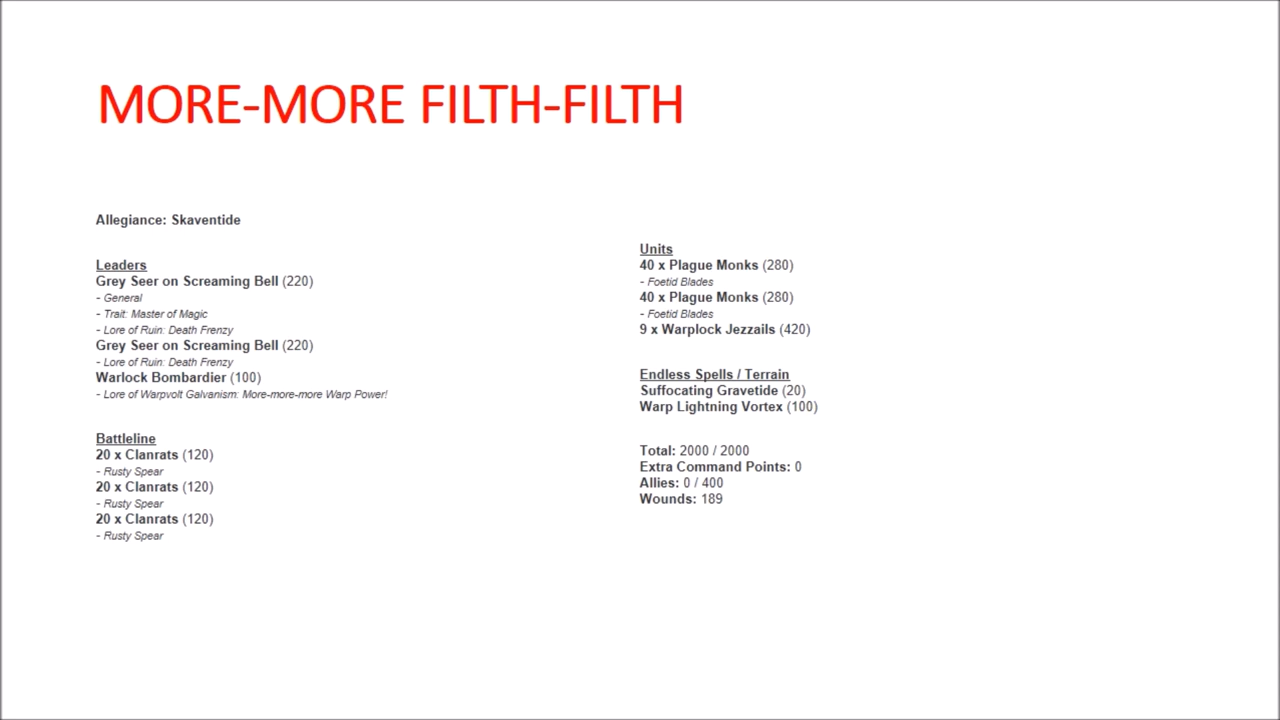 MORE-MORE FILTH-FILTH
Allegiance: Skaventide
Leaders
Grey Seer on Screaming Bell (220)
- General
- Trait: Master of Magic
- Lore of Ruin: Death Frenzy
Grey Seer on Screaming Bell (220)
- Lore of Ruin: Death Frenzy
Warlock Bombardier (100)
- Lore of Warpvolt Galvanism: More-more-more Warp Power!
Battleline
20 x Clanrats (120)
- Rusty Spear
20 x Clanrats (120)
- Rusty Spear
20 x Clanrats (120)
- Rusty Spear
Units
40 x Plague Monks (280)
- Foetid Blades
40 x Plague Monks (280)
- Foetid Blades
9 x Warplock Jezzails (420)
Endless Spells / Terrain
Suffocating Gravetide (20)
Warp Lightning Vortex (100)
Total: 2000 / 2000
Extra Command Points: 0
Allies: 0 / 400
Wounds: 189